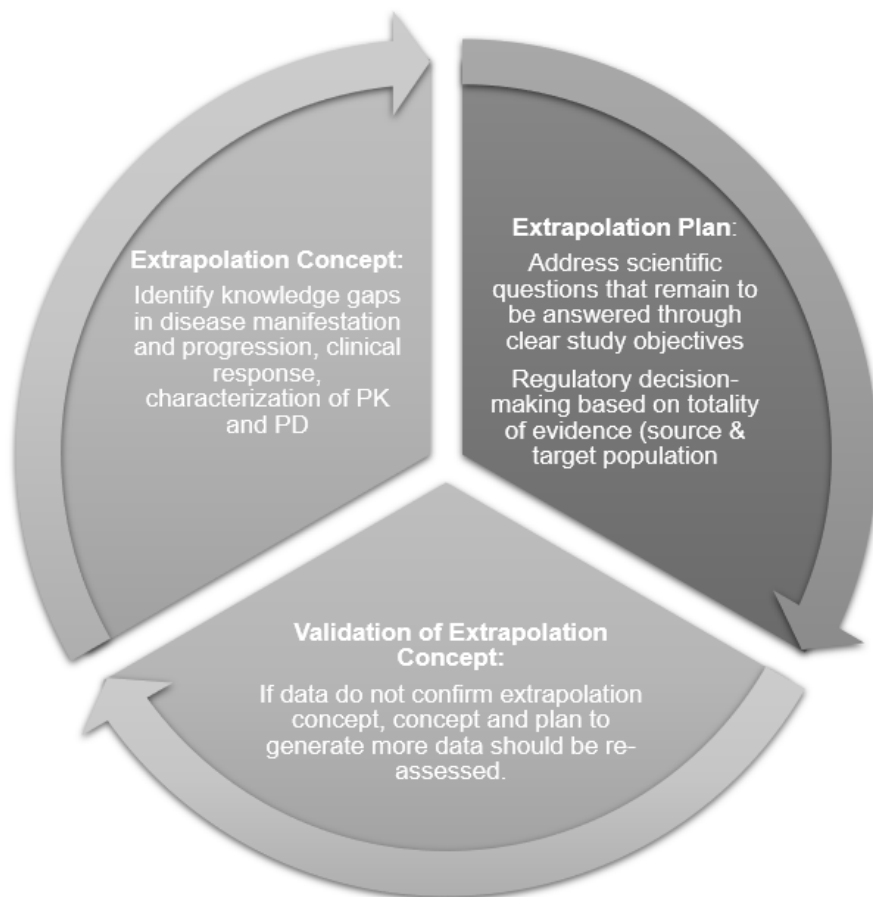 Extrapolation Concept:
Identify knowledge gaps
in disease manifestation
and progression, clinical
response,
characterization of PK
and PD
Extrapolation Plan:
Address scientific
questions that remain to
be answered through
clear study objectives
Regulatory decision-
making based on totality
of evidence (source &
target population
Validation of Extrapolation
Concept:
If data do not confirm extrapolation
concept, concept and plan to
generate more data should be re-
assessed.